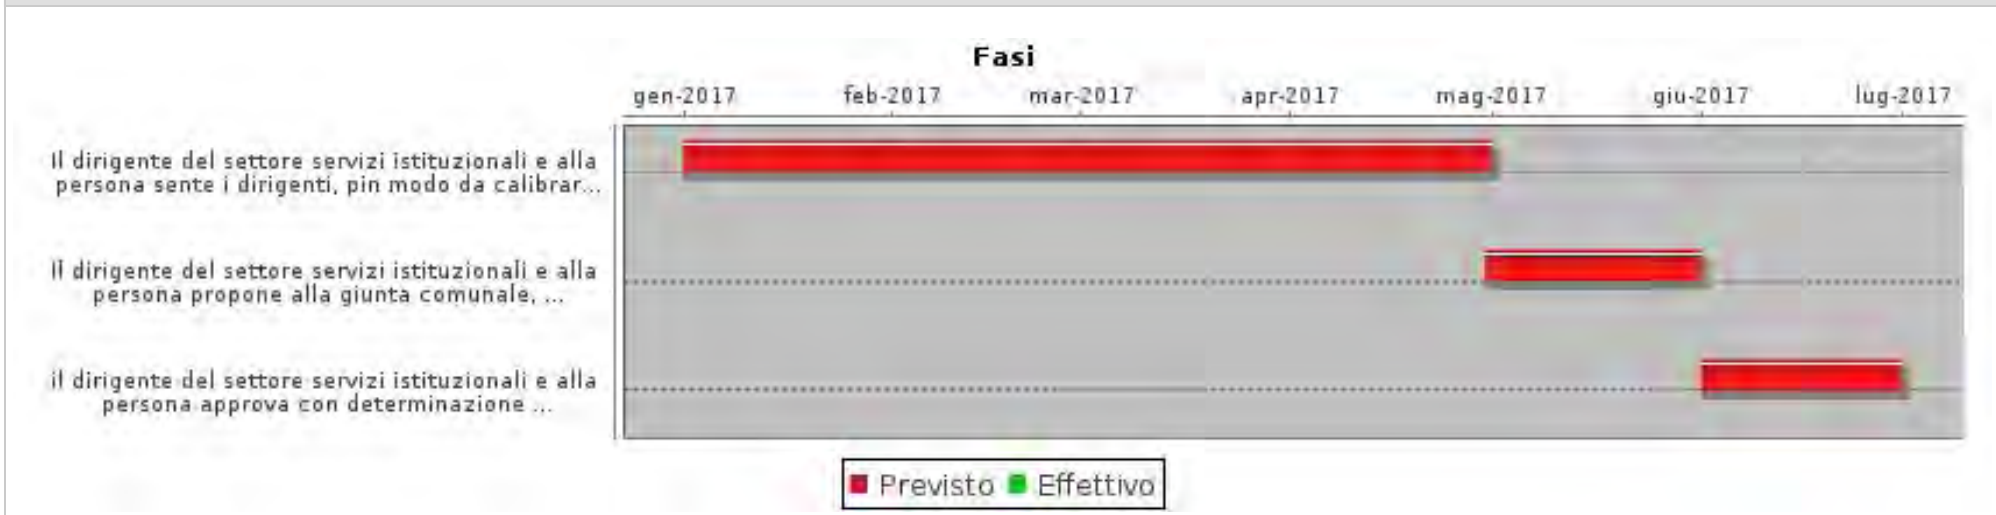 Fasi
gen-2017 feb-2017 mar-2017 apr-2017 mag-2017 giu-2017 lug-2017
Il dirigente del settore servizi istituzionali e alla
persona sente i dirigenti, pin modo da calibrar...
Il dirigente del settore servizi istituzionali e alla
persona propone alla giunta comunale, ...
il dirigente del settore servizi istituzionali e alla
persona approva con determinazione ...
Previsto Effettivo